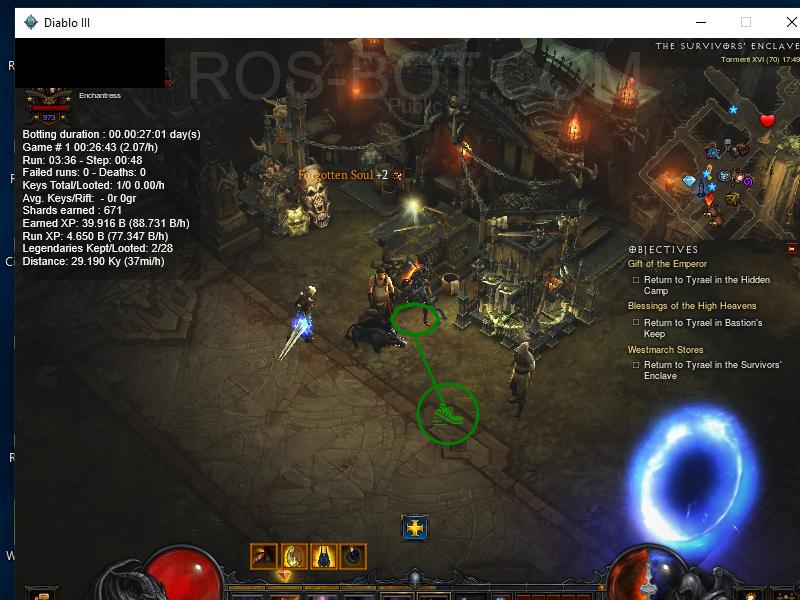 Diablo III
THE SURVIVORS' ENCLAVE
Torment XVI (70) 17:49
ROS-BOT.COM
Public
Enchantress
973
Botting duration : 00.00:27:01 day(s)
Game # 1 00:26:43 (2.07/h)
Run: 03:36 - Step: 00:48
Failed runs: 0 - Deaths: 0
Keys Total/Looted: 1/0 0.00/h
Avg. Keys/Rift:  - 0r 0gr
Shards earned : 671
Earned XP: 39.916 B (88.731 B/h)
Run XP: 4.650 B (77.347 B/h)
Legendaries Kept/Looted: 2/28
Distance: 29.190 Ky (37mi/h)
Forgotten Soul +2
OBJECTIVES
Gift of the Emperor
Return to Tyrael in the Hidden
Camp
Blessings of the High Heavens
Return to Tyrael in Bastion's
Keep
Westmarch Stores
Return to Tyrael in the Survivors'
Enclave